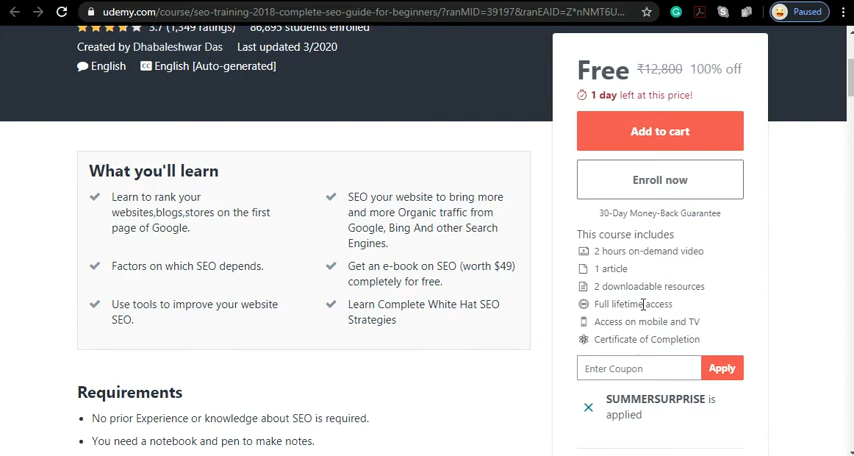 udemy.com/course/seo-training-2018-complete-seo-guide-for-beginners/?ranMID=39197&ranEAID=Z*nNMT6U...
Paused
3.7 (1,349 ratings) 86,895 students enrolled
Created by Dhabaleshwar Das Last updated 3/2020
English CC English [Auto-generated]
Free ₹12,800 100% off
1 day left at this price!
Add to cart
Enroll now
30-Day Money-Back Guarantee
This course includes
2 hours on-demand video
1 article
2 downloadable resources
Full lifetime access
Access on mobile and TV
Certificate of Completion
Enter Coupon Apply
SUMMERSURPRISE is
applied
What you'll learn
Learn to rank your
websites,blogs,stores on the first
page of Google.
SEO your website to bring more
and more Organic traffic from
Google, Bing And other Search
Engines.
Factors on which SEO depends.
Get an e-book on SEO (worth $49)
completely for free.
Use tools to improve your website
SEO.
Learn Complete White Hat SEO
Strategies
Requirements
No prior Experience or knowledge about SEO is required.
You need a notebook and pen to make notes.